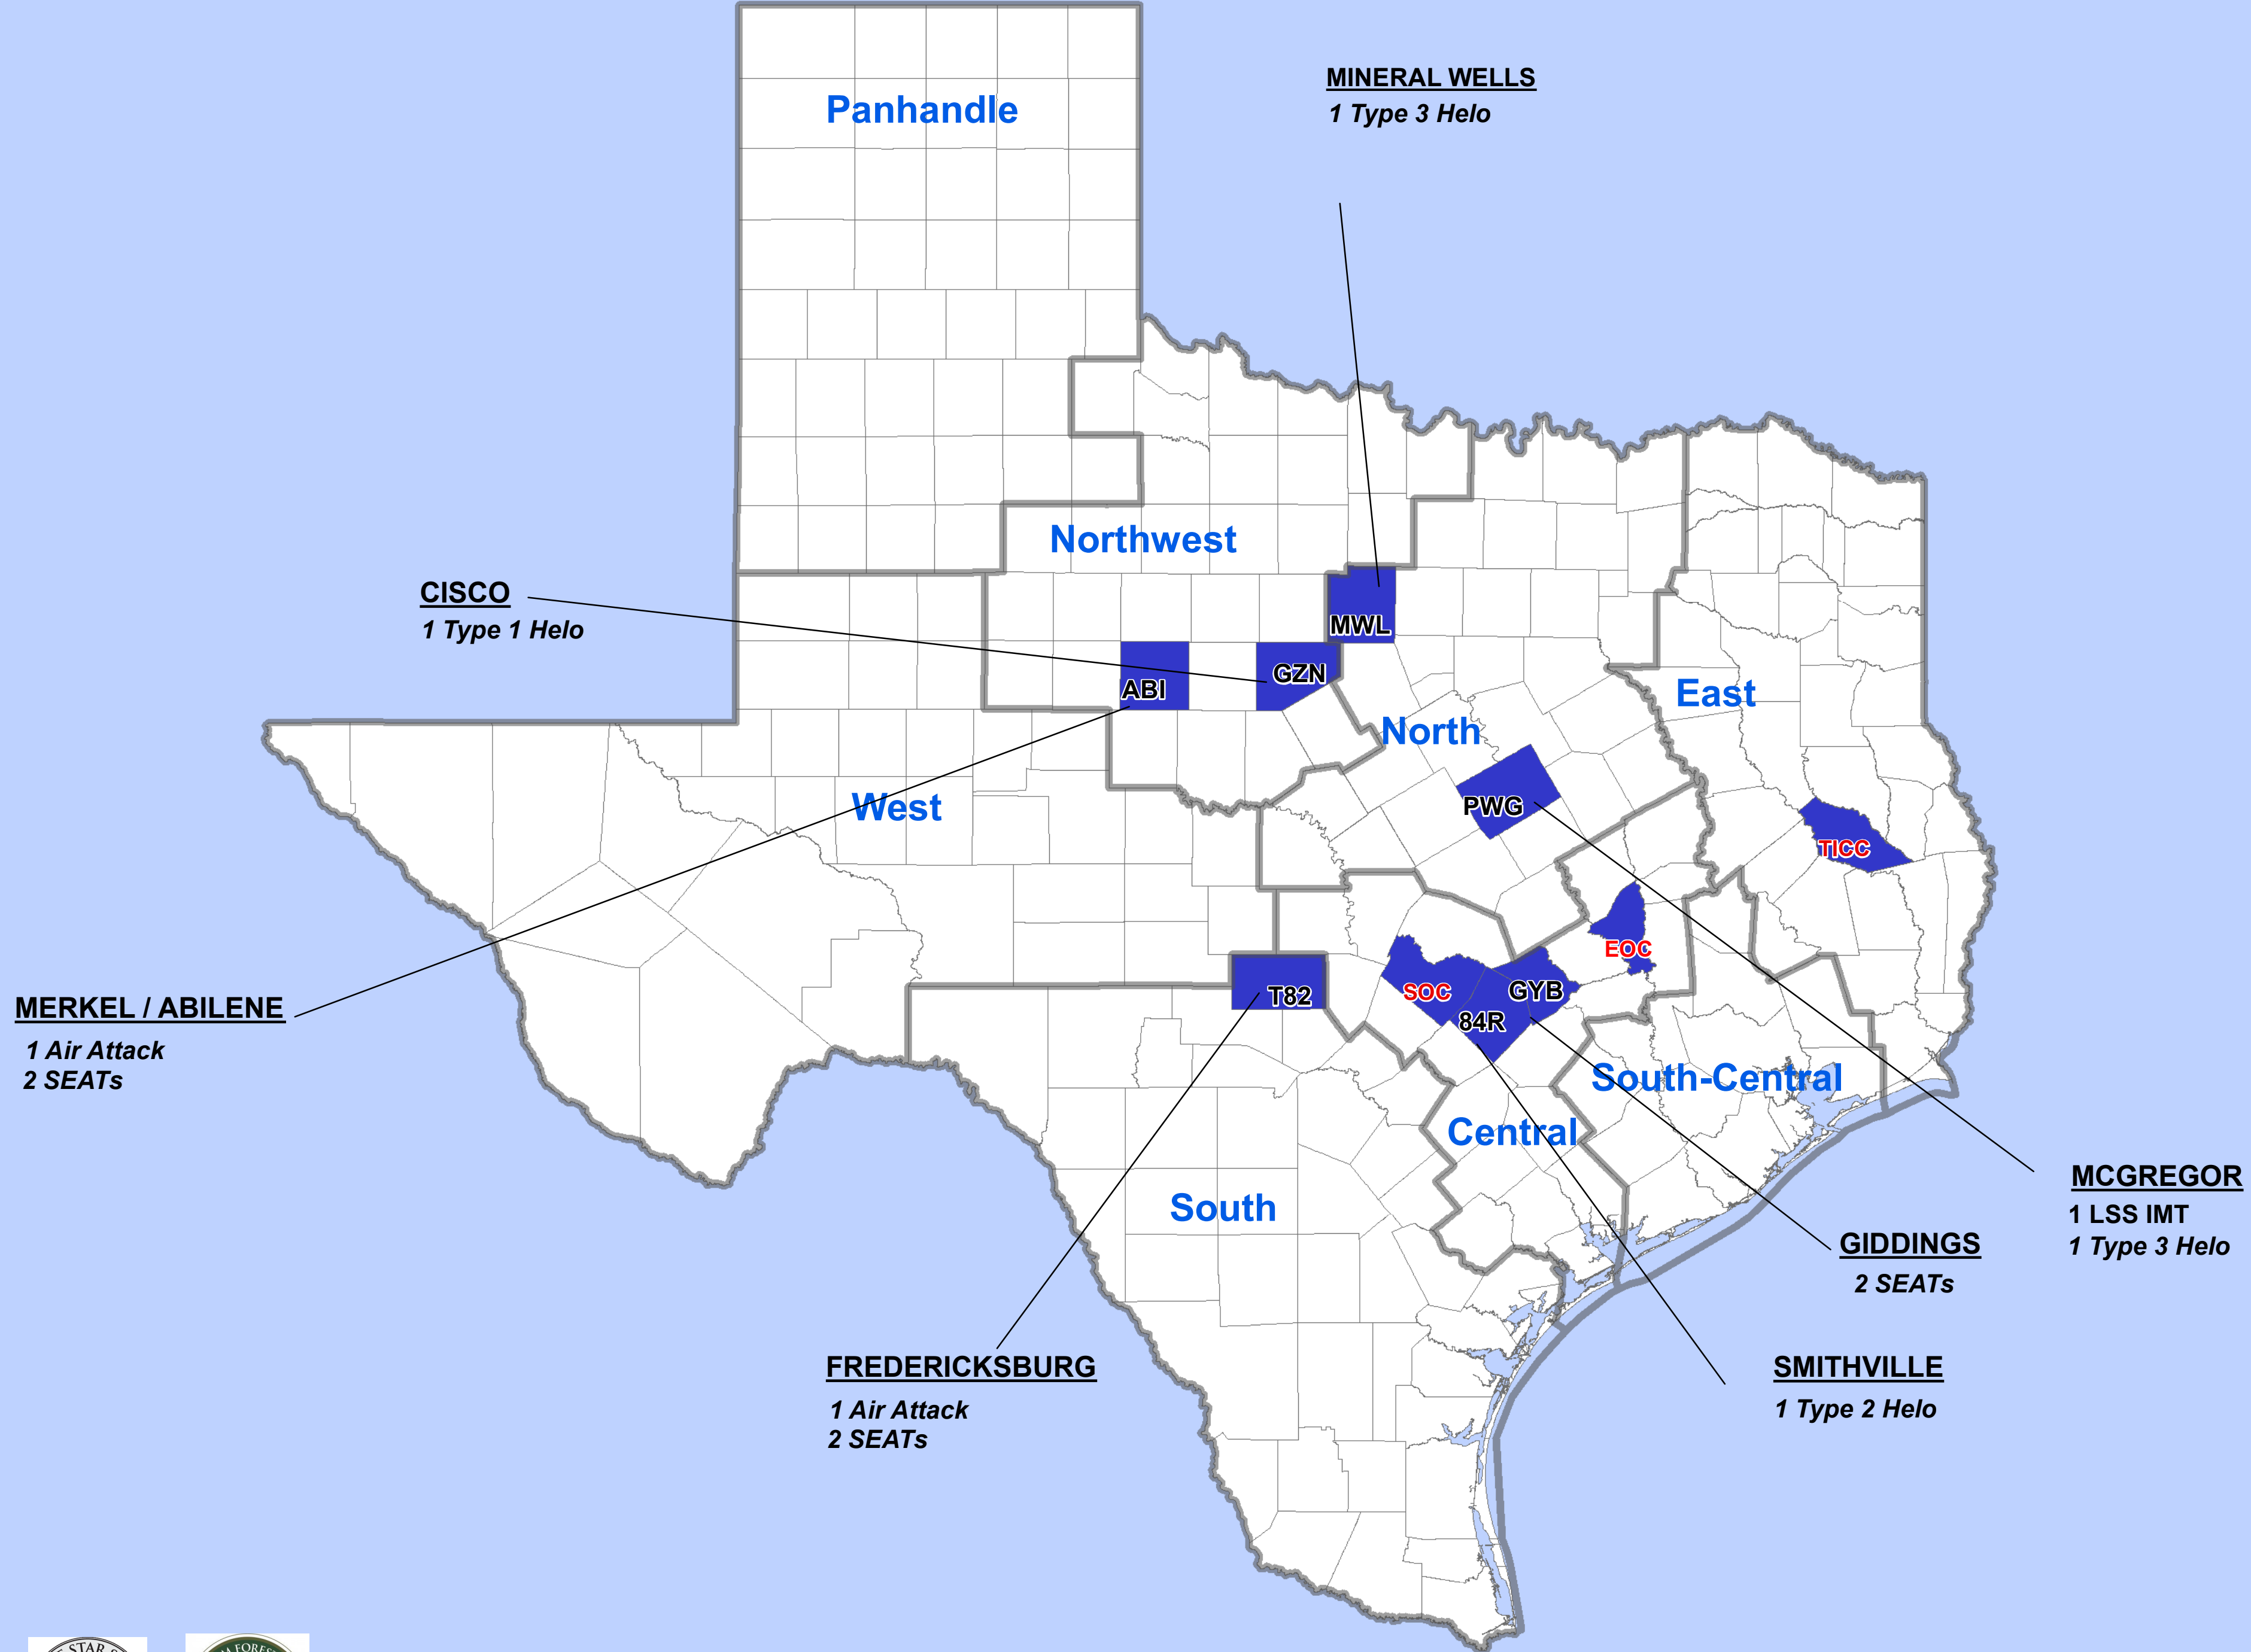 MINERAL WELLS
1 Type 3 Helo
Panhandle
Northwest
CISCO
1 Type 1 Helo
MWL
GZN
ABI
East
North
West
PWG
TICC
EOC
SOC
GYB
T82
84R
MERKEL / ABILENE
1 Air Attack
2 SEATs
South-Central
Central
South
MCGREGOR
1 LSS IMT
1 Type 3 Helo
GIDDINGS
2 SEATs
FREDERICKSBURG
1 Air Attack
2 SEATs
SMITHVILLE
1 Type 2 Helo
STAR
FORES